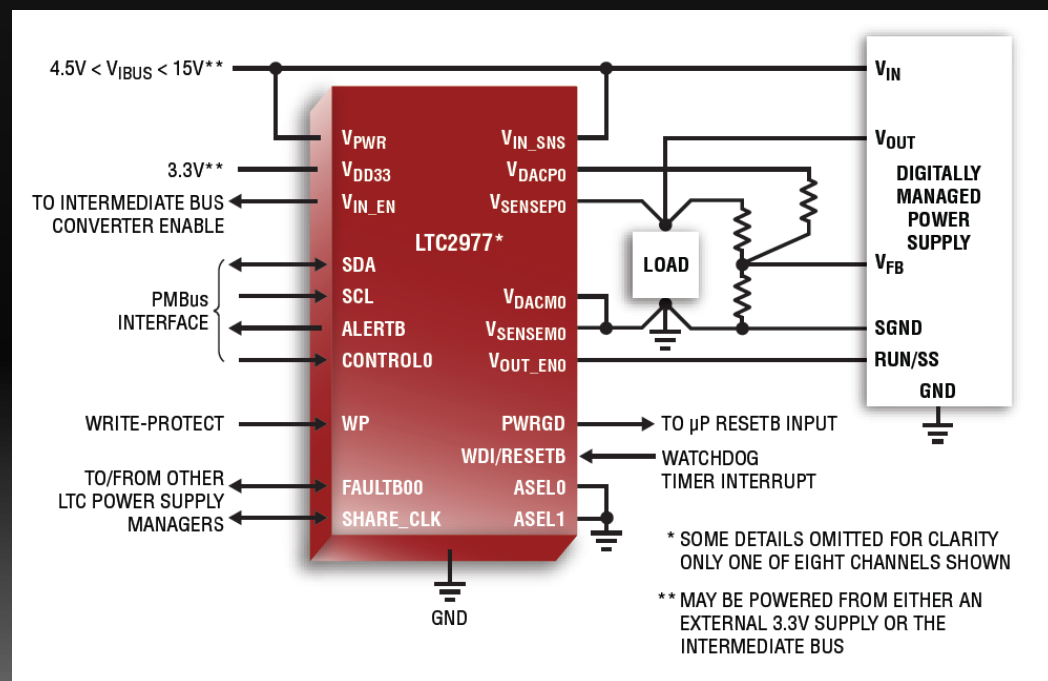 4.5V < VIBUS < 15V**
3.3V**
TO INTERMEDIATE BUS
CONVERTER ENABLE
PMBus
INTERFACE
WRITE-PROTECT
TO/FROM OTHER
LTC POWER SUPPLY
MANAGERS
VPWR
VDD33
VIN_EN
LTC2977*
SDA
SCL
ALERTB
CONTROL0
WP
FAULTB00
SHARE_CLK
VIN_SNS
VDACP0
VSENSEP0
VDACM0
VSENSEM0
VOUT_EN0
PWRGD
WDI/RESETB
ASEL0
ASEL1
GND
LOAD
VIN
VOUT
DIGITALLY
MANAGED
POWER
SUPPLY
VFB
SGND
RUN/SS
GND
TO µP RESETB INPUT
WATCHDOG
TIMER INTERRUPT
* SOME DETAILS OMITTED FOR CLARITY
ONLY ONE OF EIGHT CHANNELS SHOWN
** MAY BE POWERED FROM EITHER AN
EXTERNAL 3.3V SUPPLY OR THE
INTERMEDIATE BUS